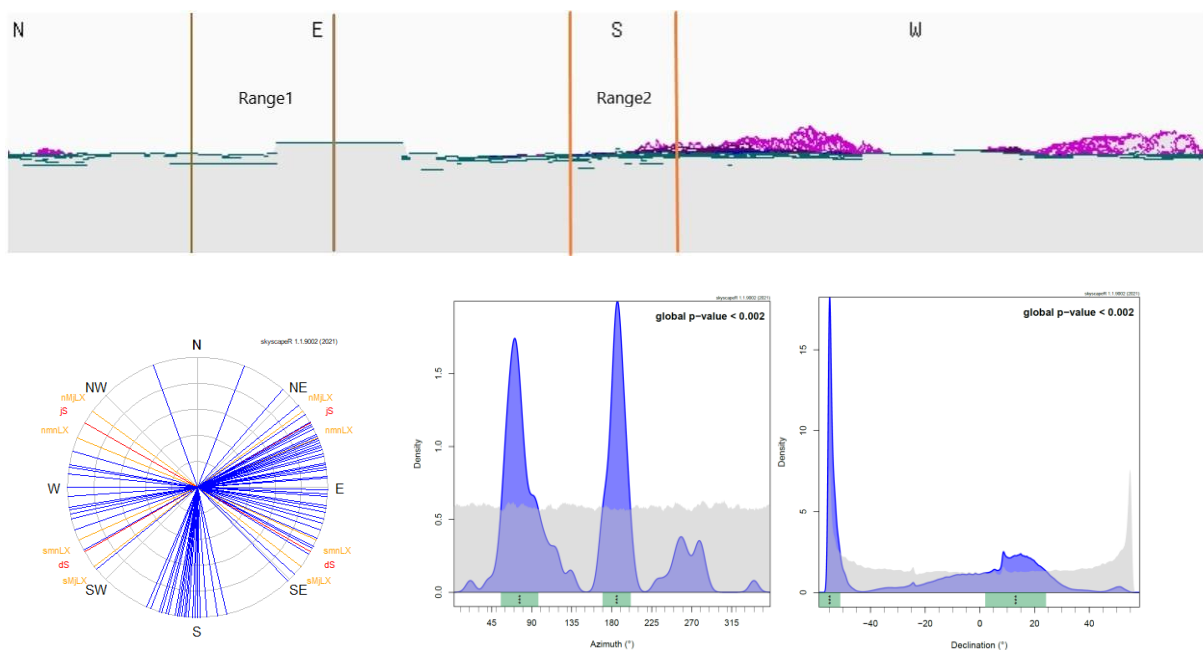 N E S W
Range1 Range2
skyscapeR 1.1.9002 (2021)
N
NW NE
nMjLX nMjLX
jS jS
nmnLX nmnLX
W E
smnLX smnLX
dS dS
sMjLX sMjLX
SW SE
S
skyscapeR 1.1.9002 (2021)
global p−value < 0.002
Density
1.5
1.0
0.5
0.0
45 90 135 180 225 270 315
Azimuth (°)
skyscapeR 1.1.9002 (2021)
global p−value < 0.002
Density
15
10
5
0
−40 −20 0 20 40
Declination (°)